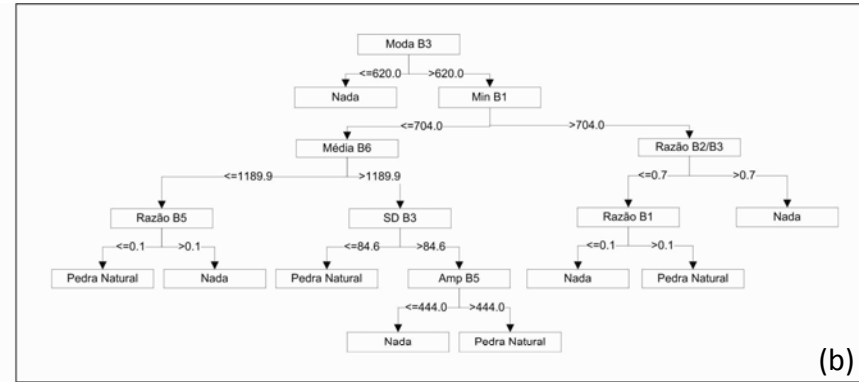 Moda B3
<=620.0 >620.0
Nada Min B1
<=704.0 >704.0
Média B6 Razão B2/B3
<=1189.9 >1189.9 <=0.7 >0.7
Razão B5 SD B3 Razão B1 Nada
<=0.1 >0.1 <=84.6 >84.6 <=0.1 >0.1
Pedra Natural Nada Pedra Natural Amp B5 Nada Pedra Natural
<=444.0 >444.0
Nada Pedra Natural
(b)